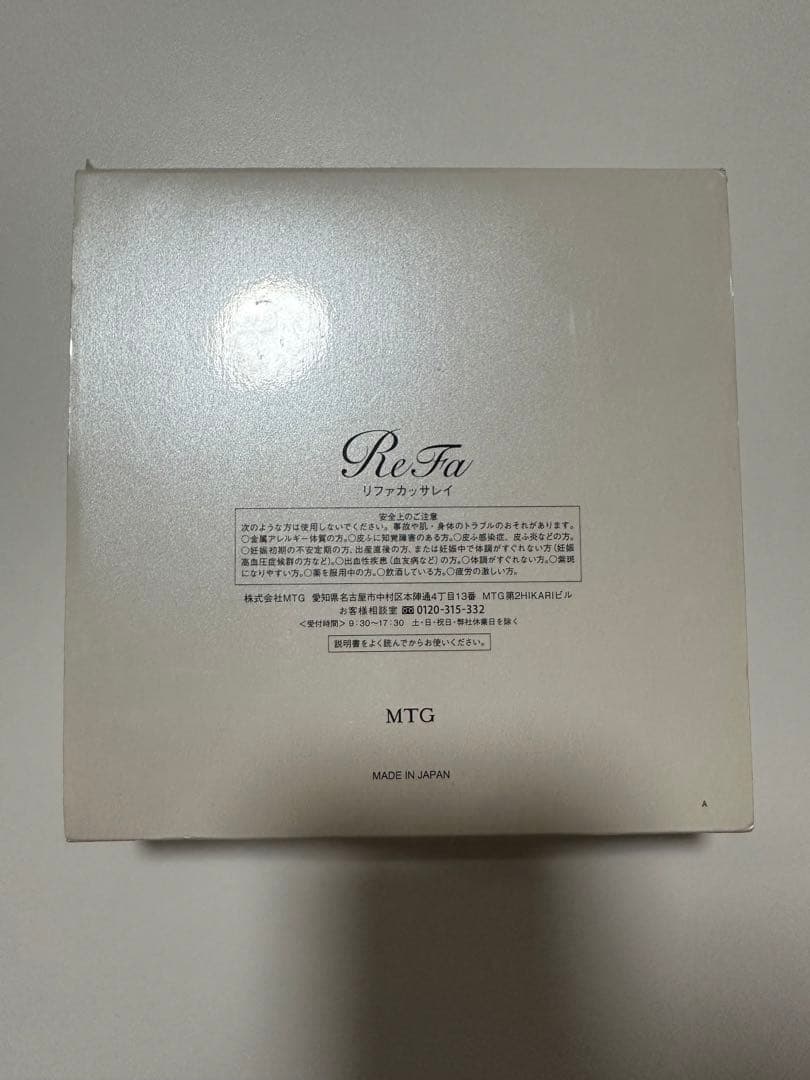 ReFa
リファカッサレイ
安全上のご注意
次のような方は使用しないでください。事故や肌・身体のトラブルのおそれがあります。
○金属アレルギー体質の方。○皮ふに知覚障害のある方。○皮ふ感染症、皮ふ炎などの方。
○妊娠初期の不安定期の方、出産直後の方、または妊娠中で体調がすぐれない方（妊娠
高血圧症候群の方など）。○出血性疾患（血友病など）の方。○体調がすぐれない方。○紫斑
になりやすい方。○薬を服用中の方。○飲酒している方。○疲労の激しい方。
株式会社MTG 愛知県名古屋市中村区本陣通4丁目13番 MTG第2HIKARIビル
お客様相談室 0120-315-332
＜受付時間＞9：30〜17：30 土・日・祝日・弊社休業日を除く
説明書をよく読んでからお使いください。
MTG
MADE IN JAPAN
A